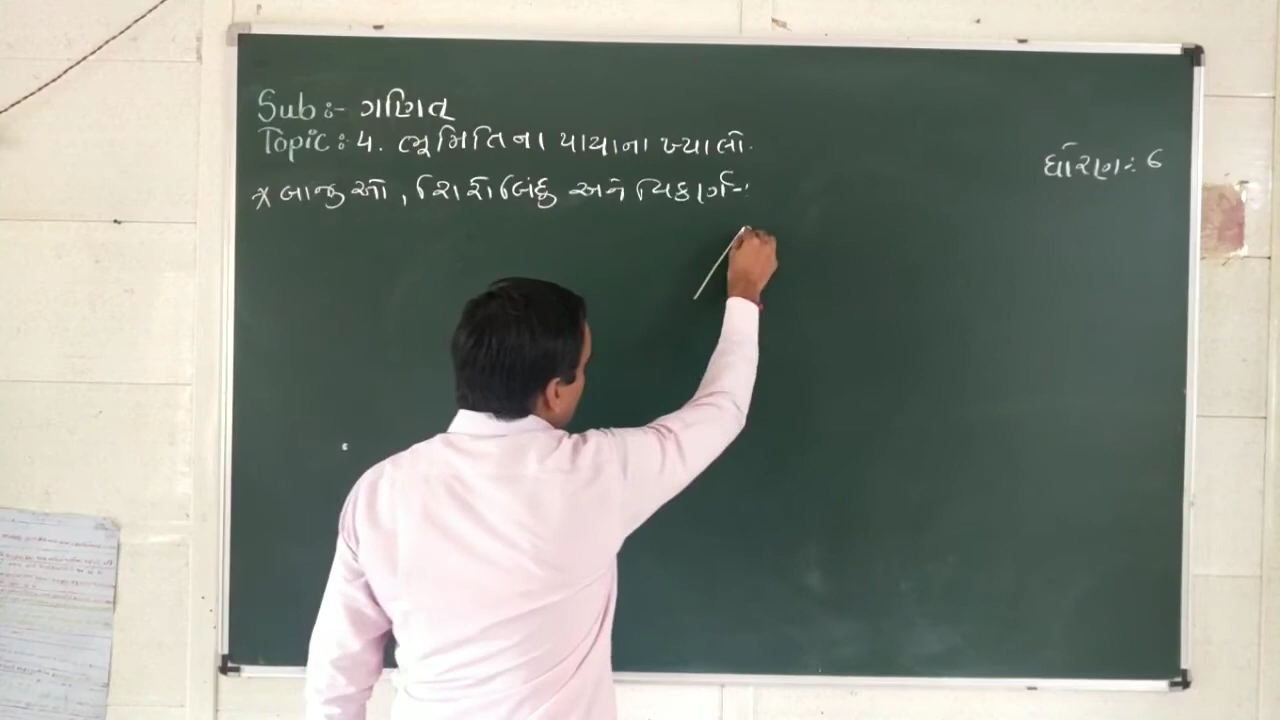 Sub:- ગણિત
Topic:- 4. ભૂમિતિના પાયાના ખ્યાલો.
ધોરણ:- 6
* બાજુઓ, શિરોબિંદુ અને વિકર્ણ:-